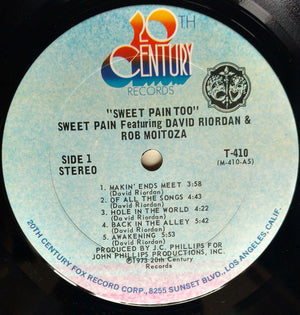 20TH
CENTURY
RECORDS
"SWEET PAIN TOO"
SWEET PAIN Featuring DAVID RIORDAN &
ROB MOITOZA
SIDE 1
STEREO
T-410
(M-410-AS)
1. MAKIN' ENDS MEET 3:58
(David Riordan)
2. OF ALL THE SONGS 4:43
(David Riordan)
3. HOLE IN THE WORLD 4:22
(David Riordan)
4. BACK IN THE ALLEY 5:42
(David Riordan)
5. AWAKENING 5:53
(David Riordan)
PRODUCED BY J.C. PHILLIPS FOR
JOHN PHILLIPS PRODUCTIONS, INC.
©1973 20th Century
Records
20TH CENTURY FOX RECORD CORP., 8255 SUNSET BLVD., LOS ANGELES, CALIF.